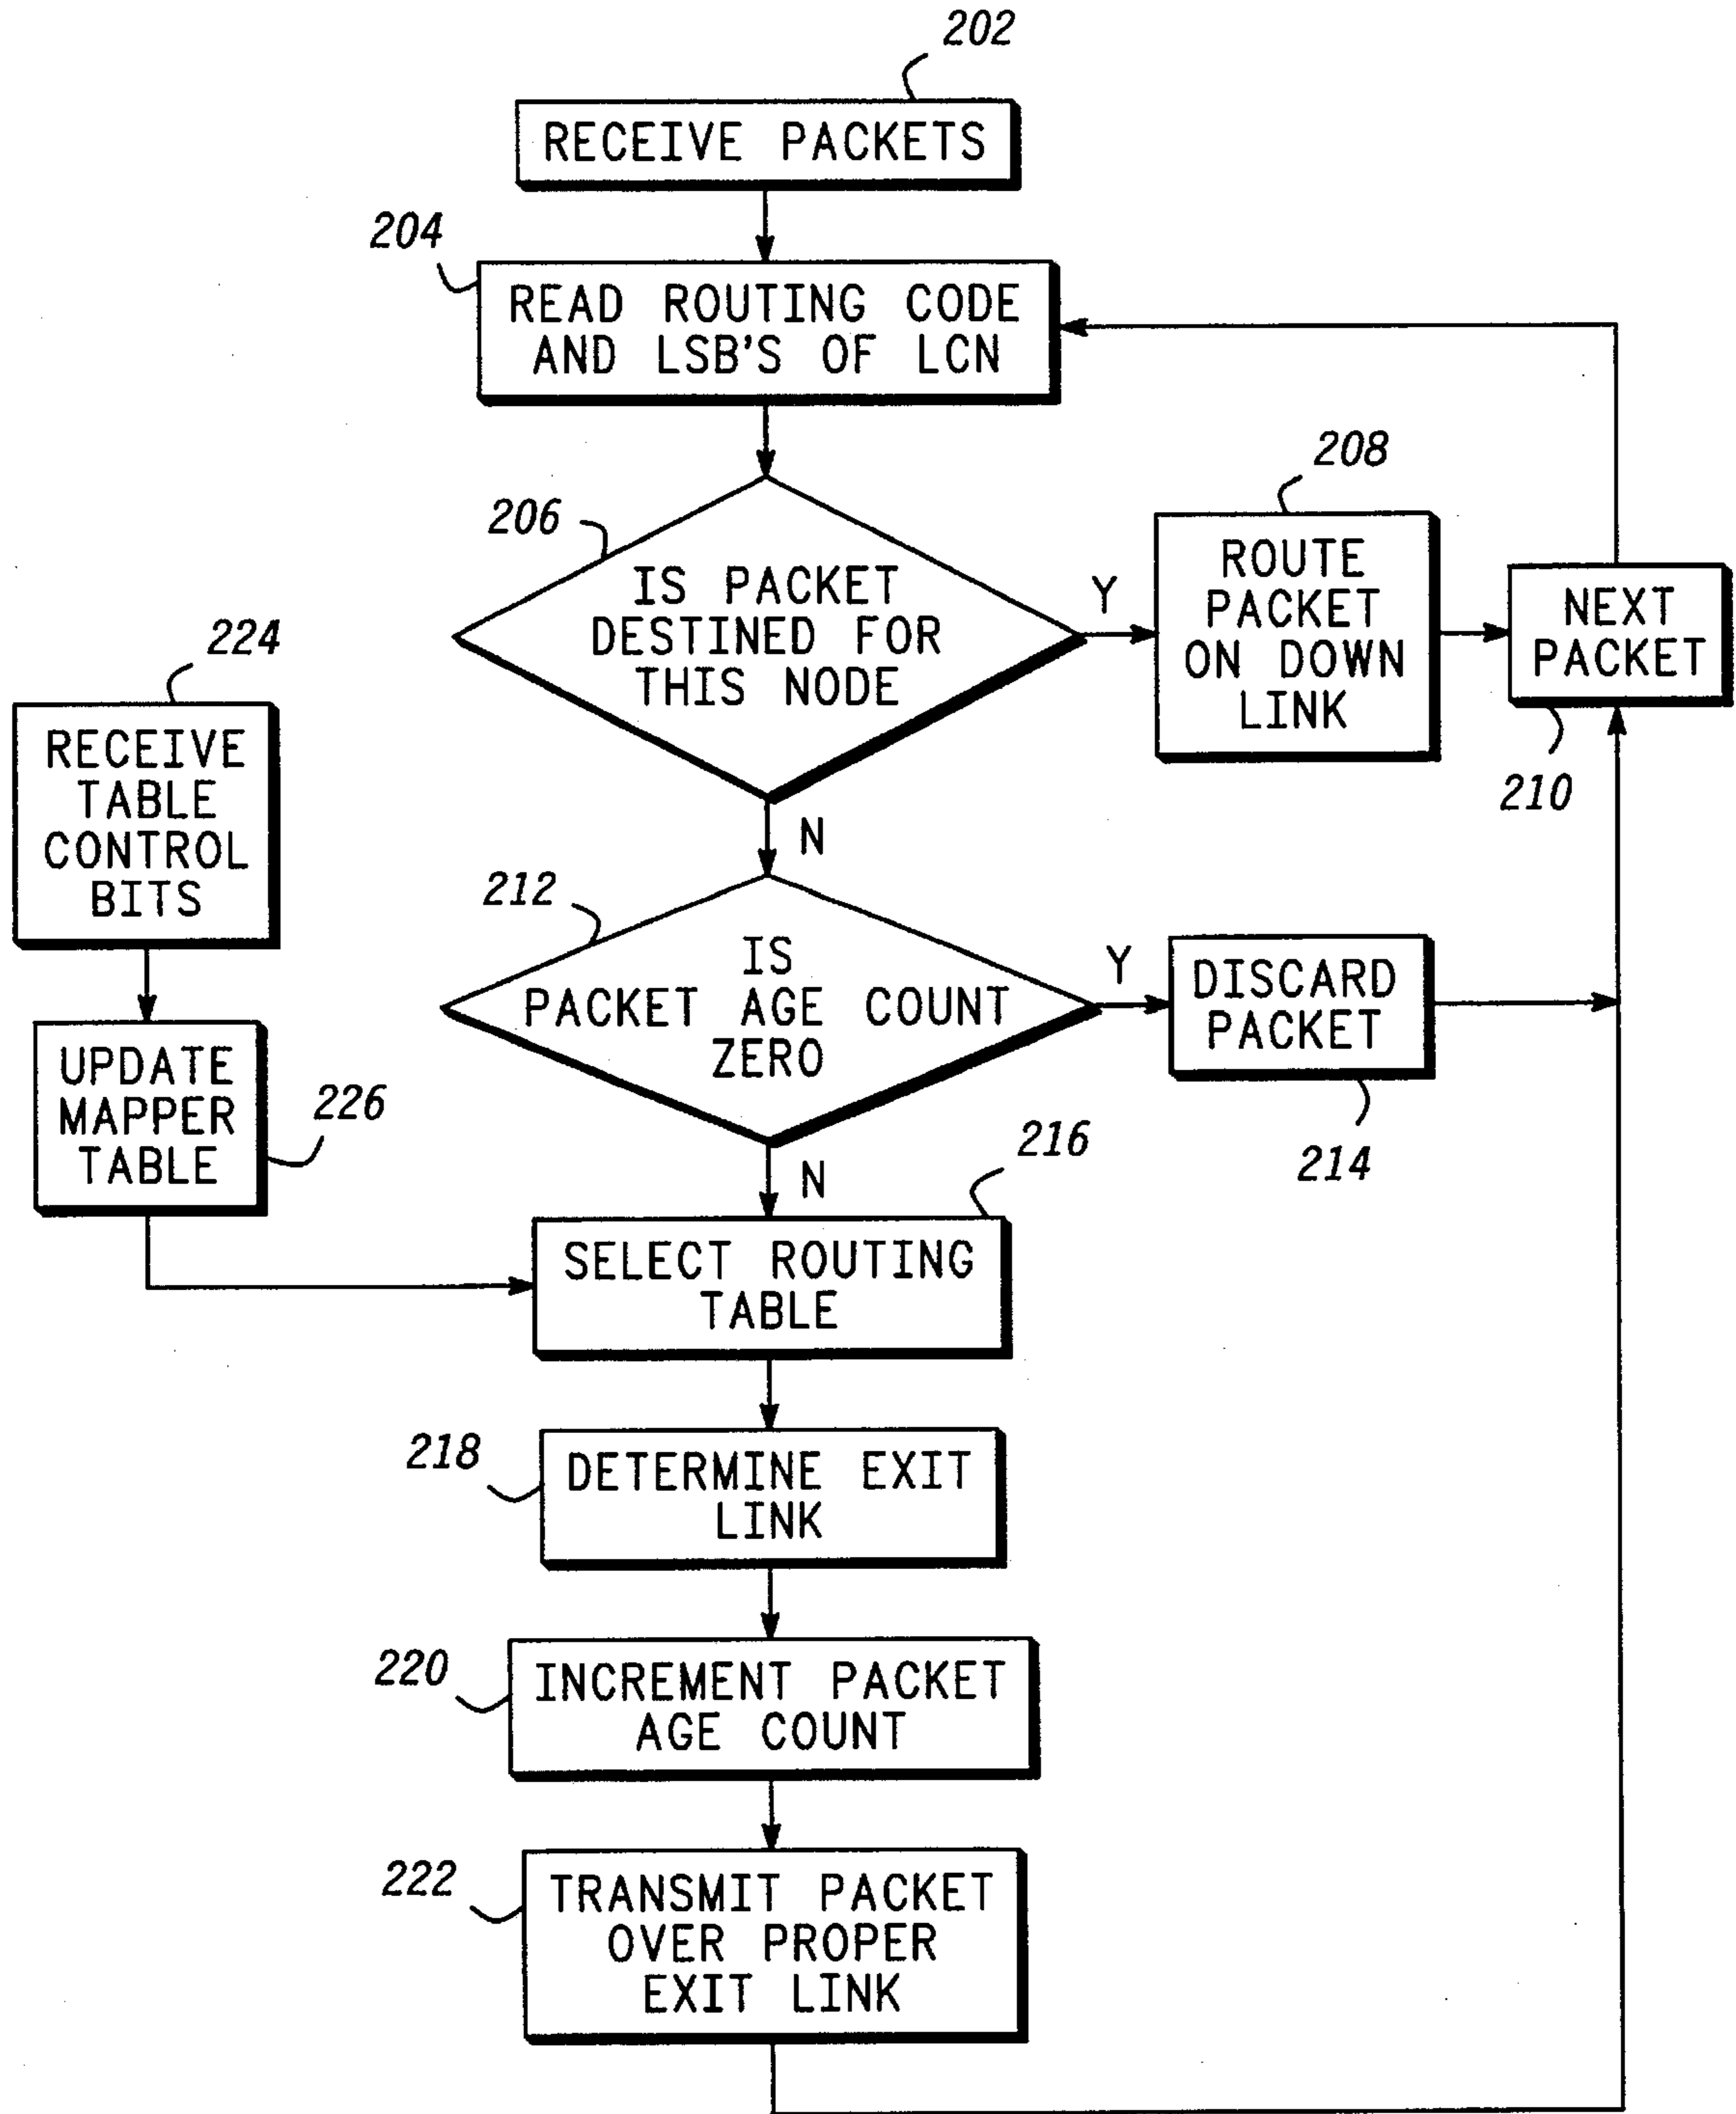 202
RECEIVE PACKETS
204
READ ROUTING CODE
AND LSB'S OF LCN
206
IS PACKET
DESTINED FOR
THIS NODE
Y
208
ROUTE
PACKET
ON DOWN
LINK
NEXT
PACKET
210
N
224
RECEIVE
TABLE
CONTROL
BITS
212
IS
PACKET AGE COUNT
ZERO
Y
DISCARD
PACKET
214
N
UPDATE
MAPPER
TABLE
226
216
SELECT ROUTING
TABLE
218
DETERMINE EXIT
LINK
220
INCREMENT PACKET
AGE COUNT
222
TRANSMIT PACKET
OVER PROPER
EXIT LINK